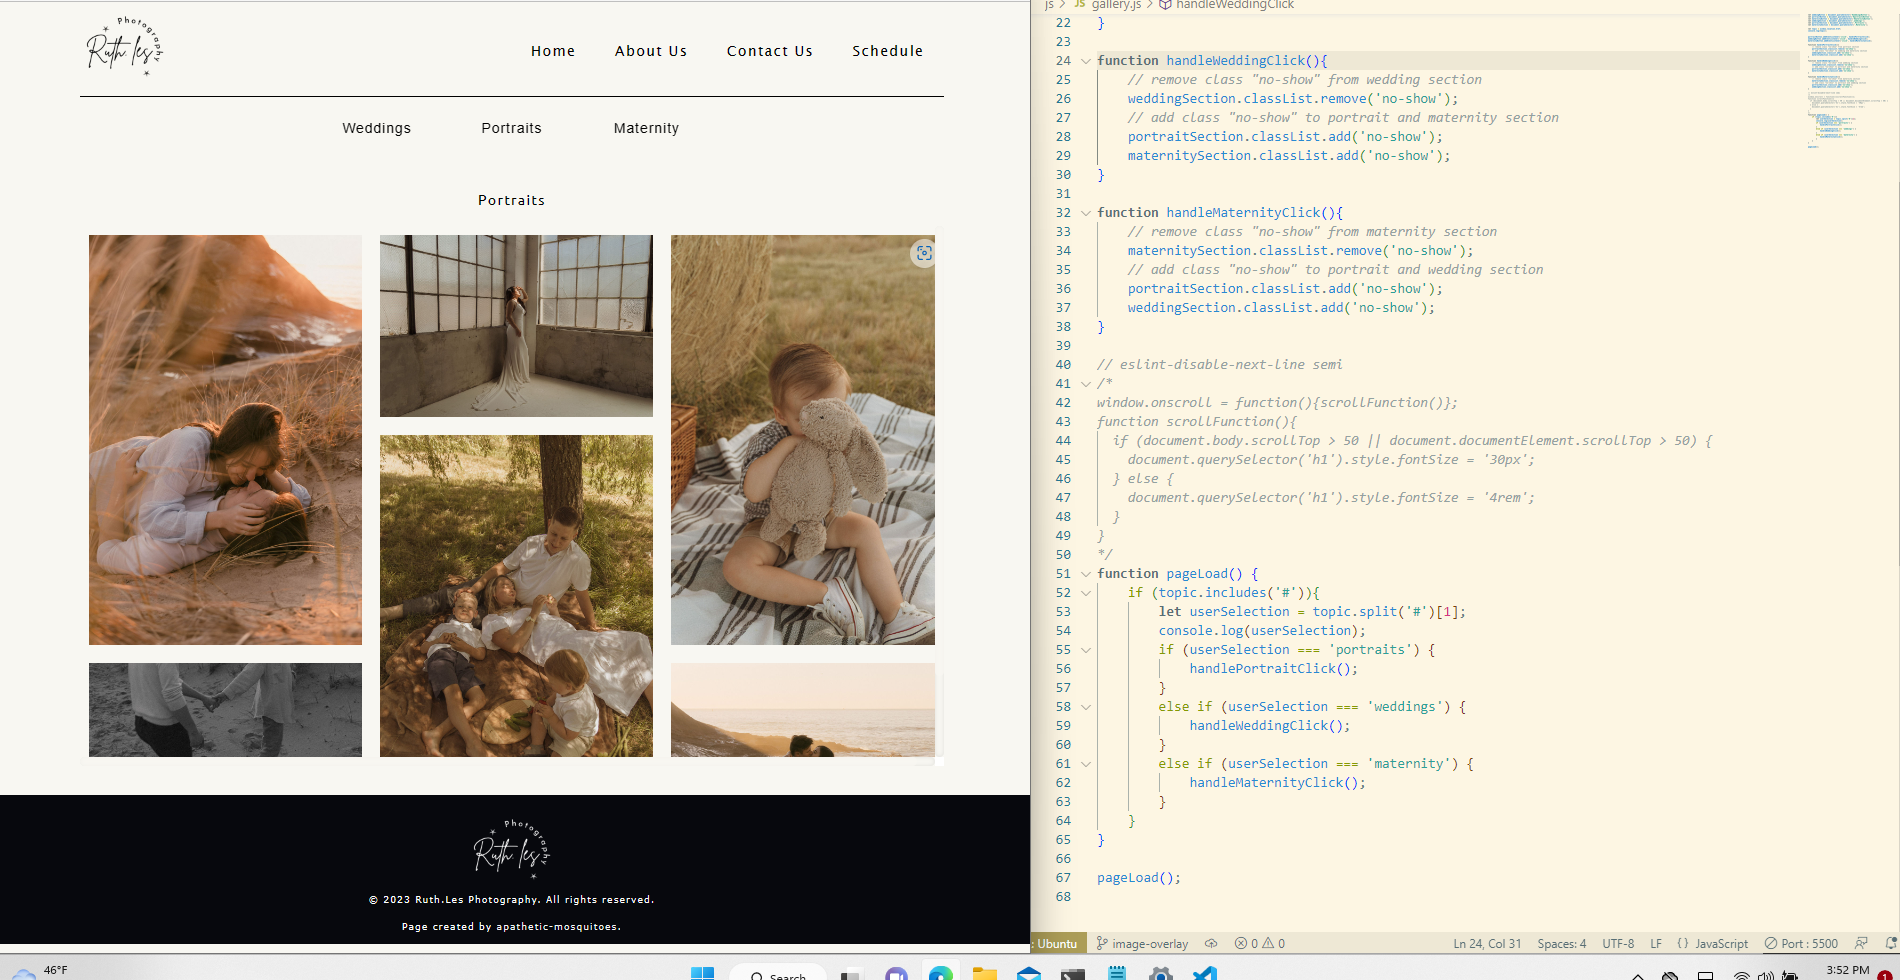 Photography
Ruth.les
Home
About Us
Contact Us
Schedule
Weddings
Portraits
Maternity
Portraits
Photography
Ruth.les
© 2023 Ruth.Les Photography. All rights reserved.
Page created by apathetic-mosquitoes.
js > JS gallery.js > handleWeddingClick
22 }
23
24 function handleWeddingClick(){
25 // remove class "no-show" from wedding section
26 weddingSection.classList.remove('no-show');
27 // add class "no-show" to portrait and maternity section
28 portraitSection.classList.add('no-show');
29 maternitySection.classList.add('no-show');
30 }
31
32 function handleMaternityClick(){
33 // remove class "no-show" from maternity section
34 maternitySection.classList.remove('no-show');
35 // add class "no-show" to portrait and wedding section
36 portraitSection.classList.add('no-show');
37 weddingSection.classList.add('no-show');
38 }
39
40 // eslint-disable-next-line semi
41 /*
42 window.onscroll = function(){scrollFunction()};
43 function scrollFunction(){
44 if (document.body.scrollTop > 50 || document.documentElement.scrollTop > 50) {
45 document.querySelector('h1').style.fontSize = '30px';
46 } else {
47 document.querySelector('h1').style.fontSize = '4rem';
48 }
49 }
50 */
51 function pageLoad() {
52 if (topic.includes('#')){
53 let userSelection = topic.split('#')[1];
54 console.log(userSelection);
55 if (userSelection === 'portraits') {
56 handlePortraitClick();
57 }
58 else if (userSelection === 'weddings') {
59 handleWeddingClick();
60 }
61 else if (userSelection === 'maternity') {
62 handleMaternityClick();
63 }
64 }
65 }
66
67 pageLoad();
68
: Ubuntu image-overlay 0 0 Ln 24, Col 31 Spaces: 4 UTF-8 LF {} JavaScript Port : 5500
46°F
Search
3:52 PM
1